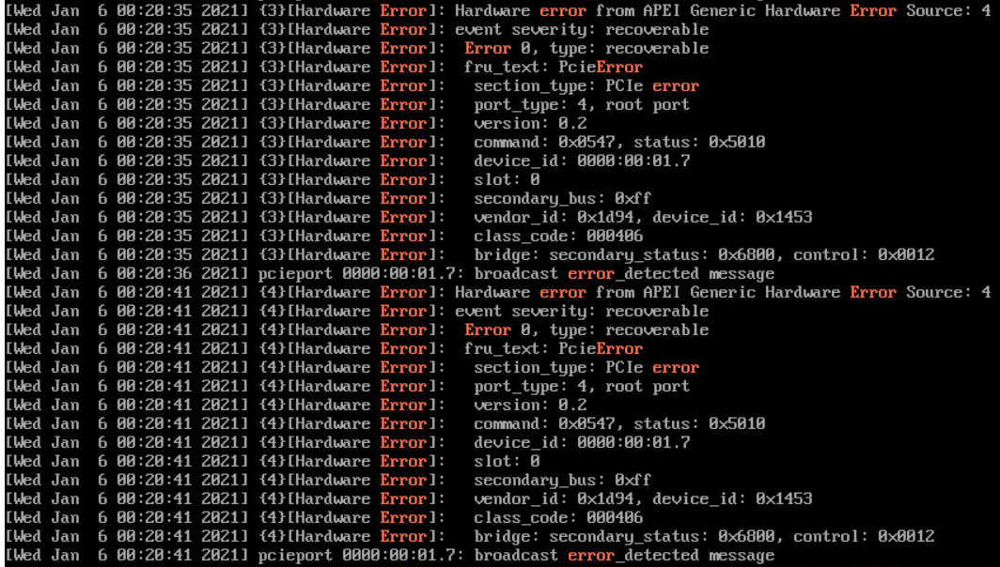 [Wed Jan  6 00:20:35 2021] {3}[Hardware Error]: Hardware error from APEI Generic Hardware Error Source: 4
[Wed Jan  6 00:20:35 2021] {3}[Hardware Error]: event severity: recoverable
[Wed Jan  6 00:20:35 2021] {3}[Hardware Error]:  Error 0, type: recoverable
[Wed Jan  6 00:20:35 2021] {3}[Hardware Error]:  fru_text: PcieError
[Wed Jan  6 00:20:35 2021] {3}[Hardware Error]:   section_type: PCIe error
[Wed Jan  6 00:20:35 2021] {3}[Hardware Error]:   port_type: 4, root port
[Wed Jan  6 00:20:35 2021] {3}[Hardware Error]:   version: 0.2
[Wed Jan  6 00:20:35 2021] {3}[Hardware Error]:   command: 0x0547, status: 0x5010
[Wed Jan  6 00:20:35 2021] {3}[Hardware Error]:   device_id: 0000:00:01.7
[Wed Jan  6 00:20:35 2021] {3}[Hardware Error]:   slot: 0
[Wed Jan  6 00:20:35 2021] {3}[Hardware Error]:   secondary_bus: 0xff
[Wed Jan  6 00:20:35 2021] {3}[Hardware Error]:   vendor_id: 0x1d94, device_id: 0x1453
[Wed Jan  6 00:20:35 2021] {3}[Hardware Error]:   class_code: 000406
[Wed Jan  6 00:20:35 2021] {3}[Hardware Error]:   bridge: secondary_status: 0x6800, control: 0x0012
[Wed Jan  6 00:20:36 2021] pcieport 0000:00:01.7: broadcast error_detected message
[Wed Jan  6 00:20:41 2021] {4}[Hardware Error]: Hardware error from APEI Generic Hardware Error Source: 4
[Wed Jan  6 00:20:41 2021] {4}[Hardware Error]: event severity: recoverable
[Wed Jan  6 00:20:41 2021] {4}[Hardware Error]:  Error 0, type: recoverable
[Wed Jan  6 00:20:41 2021] {4}[Hardware Error]:  fru_text: PcieError
[Wed Jan  6 00:20:41 2021] {4}[Hardware Error]:   section_type: PCIe error
[Wed Jan  6 00:20:41 2021] {4}[Hardware Error]:   port_type: 4, root port
[Wed Jan  6 00:20:41 2021] {4}[Hardware Error]:   version: 0.2
[Wed Jan  6 00:20:41 2021] {4}[Hardware Error]:   command: 0x0547, status: 0x5010
[Wed Jan  6 00:20:41 2021] {4}[Hardware Error]:   device_id: 0000:00:01.7
[Wed Jan  6 00:20:41 2021] {4}[Hardware Error]:   slot: 0
[Wed Jan  6 00:20:41 2021] {4}[Hardware Error]:   secondary_bus: 0xff
[Wed Jan  6 00:20:41 2021] {4}[Hardware Error]:   vendor_id: 0x1d94, device_id: 0x1453
[Wed Jan  6 00:20:41 2021] {4}[Hardware Error]:   class_code: 000406
[Wed Jan  6 00:20:41 2021] {4}[Hardware Error]:   bridge: secondary_status: 0x6800, control: 0x0012
[Wed Jan  6 00:20:41 2021] pcieport 0000:00:01.7: broadcast error_detected message